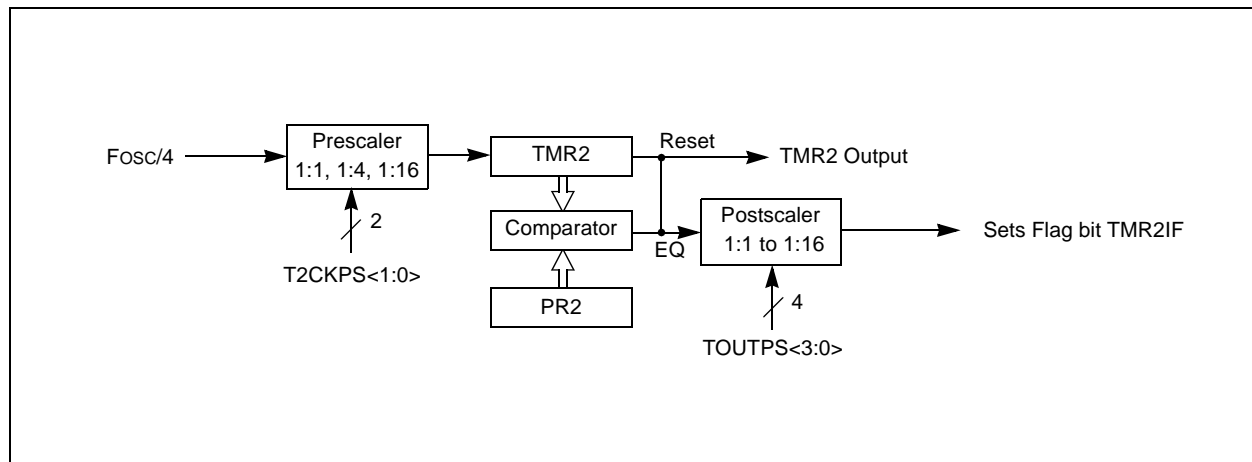 FOSC/4
Prescaler
1:1, 1:4, 1:16
2
T2CKPS<1:0>
TMR2
Reset
TMR2 Output
Comparator
EQ
PR2
Postscaler
1:1 to 1:16
4
TOUTPS<3:0>
Sets Flag bit TMR2IF